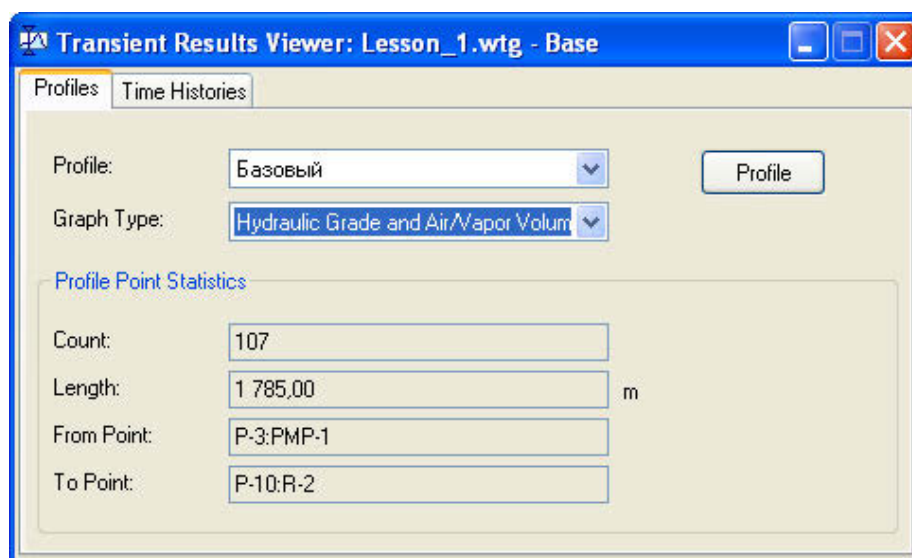 Transient Results Viewer: Lesson_1.wtg - Base
Profiles Time Histories
Profile: Базовый Profile
Graph Type: Hydraulic Grade and Air/Vapor Volum
Profile Point Statistics
Count: 107
Length: 1 785,00 m
From Point: P-3:PMP-1
To Point: P-10:R-2